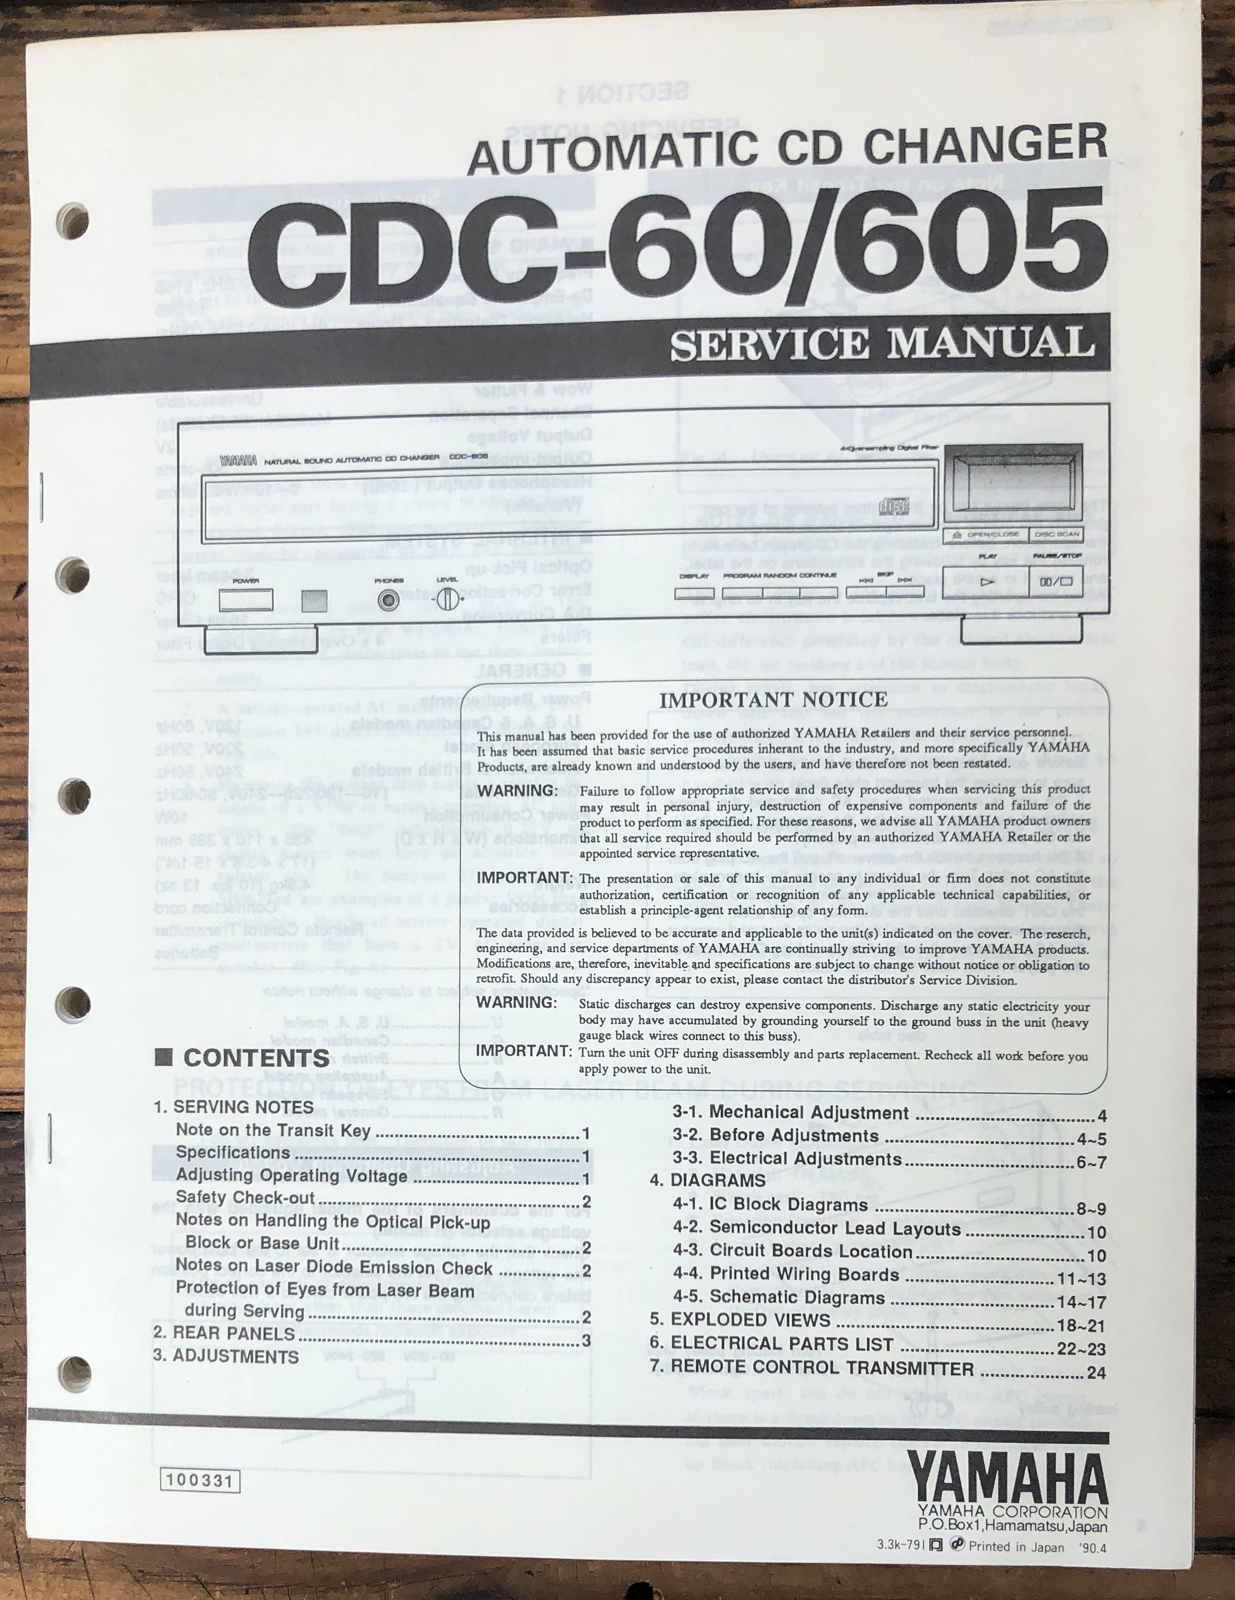 AUTOMATIC CD CHANGER
CDC-60/605
SERVICE MANUAL
YAMAHA NATURAL SOUND AUTOMATIC CD CHANGER CDC-605
4xOversampling Digital Filter
OPEN/CLOSE DISC SCAN
PLAY PAUSE/STOP
POWER PHONES LEVEL DISPLAY PROGRAM RANDOM CONTINUE SKIP
IMPORTANT NOTICE
This manual has been provided for the use of authorized YAMAHA Retailers and their service personnel.
It has been assumed that basic service procedures inherant to the industry, and more specifically YAMAHA
Products, are already known and understood by the users, and have therefore not been restated.
WARNING: Failure to follow appropriate service and safety procedures when servicing this product
may result in personal injury, destruction of expensive components and failure of the
product to perform as specified. For these reasons, we advise all YAMAHA product owners
that all service required should be performed by an authorized YAMAHA Retailer or the
appointed service representative.
IMPORTANT: The presentation or sale of this manual to any individual or firm does not constitute
authorization, certification or recognition of any applicable technical capabilities, or
establish a principle-agent relationship of any form.
The data provided is believed to be accurate and applicable to the unit(s) indicated on the cover. The reserch,
engineering, and service departments of YAMAHA are continually striving to improve YAMAHA products.
Modifications are, therefore, inevitable and specifications are subject to change without notice or obligation to
retrofit. Should any discrepancy appear to exist, please contact the distributor's Service Division.
WARNING: Static discharges can destroy expensive components. Discharge any static electricity your
body may have accumulated by grounding yourself to the ground buss in the unit (heavy
gauge black wires connect to this buss).
IMPORTANT: Turn the unit OFF during disassembly and parts replacement. Recheck all work before you
apply power to the unit.
■ CONTENTS
1. SERVING NOTES
Note on the Transit Key ........ 1
Specifications ........ 1
Adjusting Operating Voltage ........ 1
Safety Check-out ........ 2
Notes on Handling the Optical Pick-up
Block or Base Unit ........ 2
Notes on Laser Diode Emission Check ........ 2
Protection of Eyes from Laser Beam
during Serving ........ 2
2. REAR PANELS ........ 3
3. ADJUSTMENTS
3-1. Mechanical Adjustment ........ 4
3-2. Before Adjustments ........ 4~5
3-3. Electrical Adjustments ........ 6~7
4. DIAGRAMS
4-1. IC Block Diagrams ........ 8~9
4-2. Semiconductor Lead Layouts ........ 10
4-3. Circuit Boards Location ........ 10
4-4. Printed Wiring Boards ........ 11~13
4-5. Schematic Diagrams ........ 14~17
5. EXPLODED VIEWS ........ 18~21
6. ELECTRICAL PARTS LIST ........ 22~23
7. REMOTE CONTROL TRANSMITTER ........ 24
100331
YAMAHA
YAMAHA CORPORATION
P.O.Box1,Hamamatsu,Japan
3.3k-791 Printed in Japan '90.4